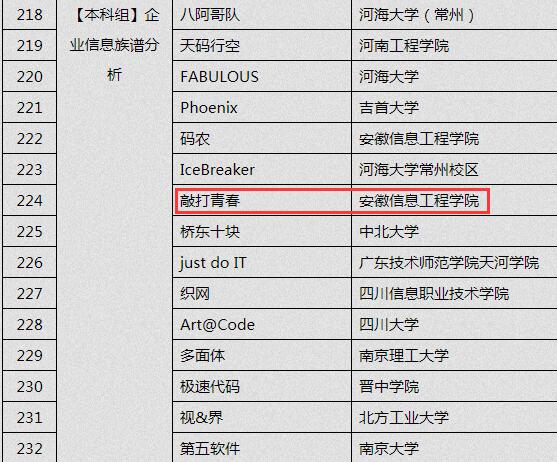 218 【本科组】企 八阿哥队 河海大学（常州）
219 业信息族谱分 天码行空 河南工程学院
220 析 FABULOUS 河海大学
221 Phoenix 吉首大学
222 码农 安徽信息工程学院
223 IceBreaker 河海大学常州校区
224 敲打青春 安徽信息工程学院
225 桥东十块 中北大学
226 just do IT 广东技术师范学院天河学院
227 织网 四川信息职业技术学院
228 Art@Code 四川大学
229 多面体 南京理工大学
230 极速代码 晋中学院
231 视&界 北方工业大学
232 第五软件 南京大学